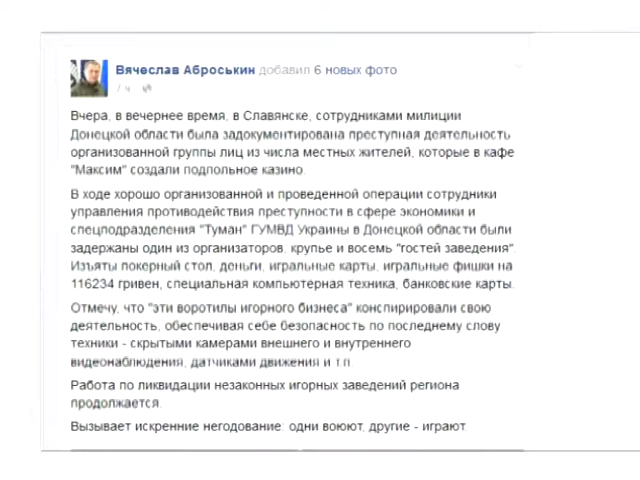 Вячеслав Аброськин добавил 6 новых фото
7 ч
Вчера, в вечернее время, в Славянске, сотрудниками милиции
Донецкой области была задокументирована преступная деятельность
организованной группы лиц из числа местных жителей, которые в кафе
"Максим" создали подпольное казино.
В ходе хорошо организованной и проведенной операции сотрудники
управления противодействия преступности в сфере экономики и
спецподразделения "Туман" ГУМВД Украины в Донецкой области были
задержаны один из организаторов, крупье и восемь "гостей заведения".
Изъяты покерный стол, деньги, игральные карты, игральные фишки на
116234 гривен, специальная компьютерная техника, банковские карты.
Отмечу, что "эти воротилы игорного бизнеса" конспирировали свою
деятельность, обеспечивая себе безопасность по последнему слову
техники - скрытыми камерами внешнего и внутреннего
видеонаблюдения, датчиками движения и т.п.
Работа по ликвидации незаконных игорных заведений региона
продолжается.
Вызывает искренние негодование: одни воюют, другие - играют